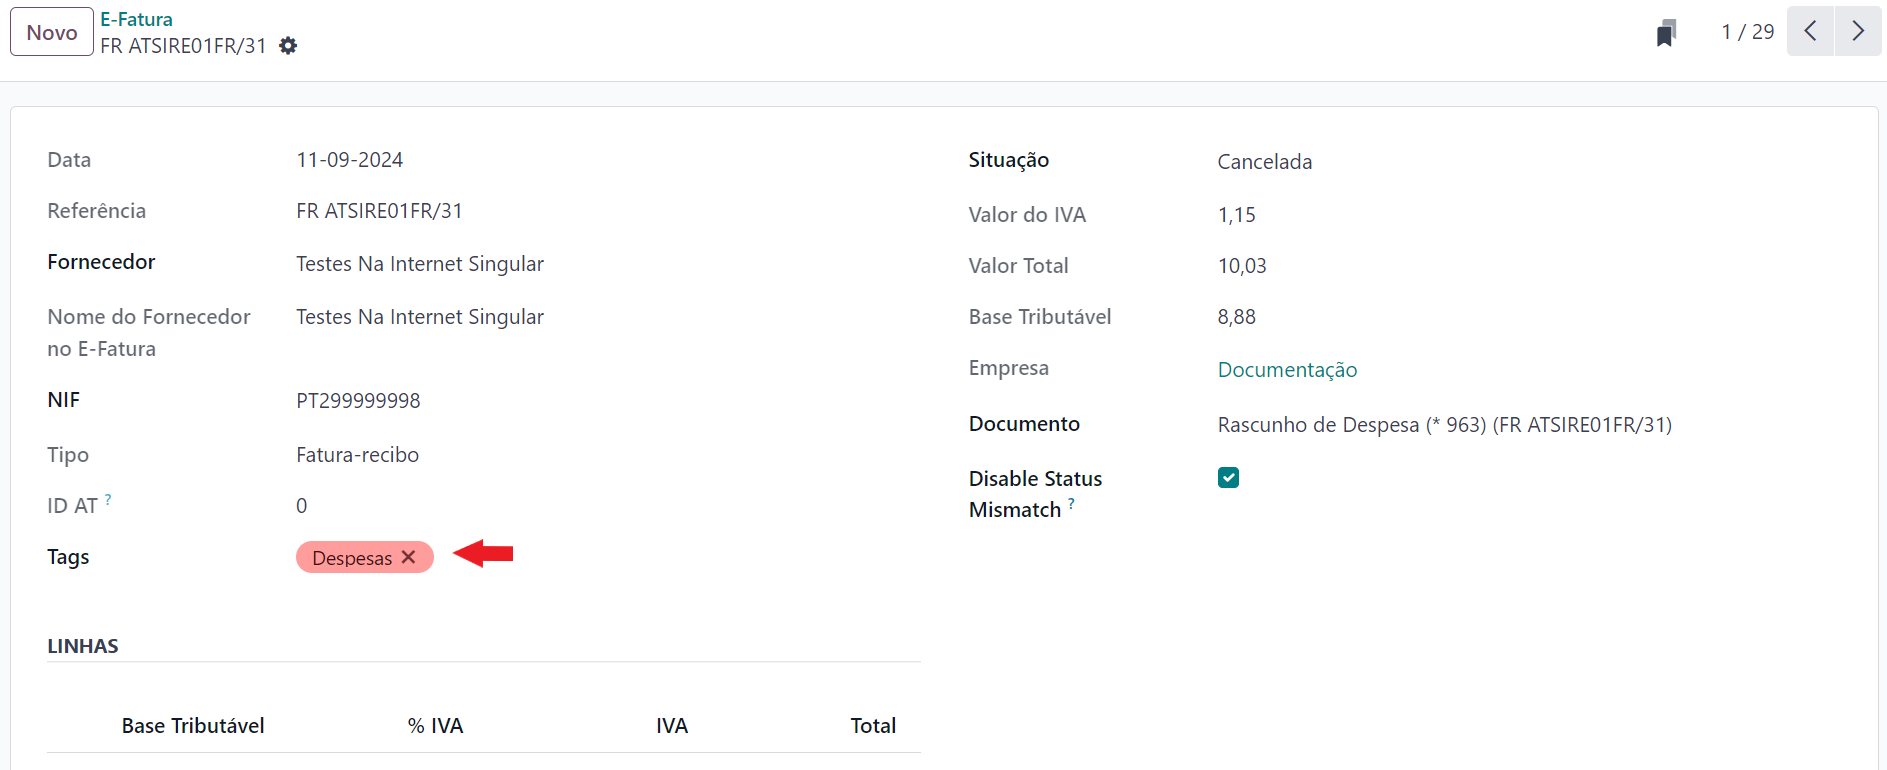 Novo
E-Fatura
FR ATSIRE01FR/31
1 / 29
Data 11-09-2024
Referência FR ATSIRE01FR/31
Fornecedor Testes Na Internet Singular
Nome do Fornecedor Testes Na Internet Singular
no E-Fatura
NIF PT299999998
Tipo Fatura-recibo
ID AT ? 0
Tags Despesas
Situação Cancelada
Valor do IVA 1,15
Valor Total 10,03
Base Tributável 8,88
Empresa Documentação
Documento Rascunho de Despesa (* 963) (FR ATSIRE01FR/31)
Disable Status
Mismatch ?
LINHAS
Base Tributável % IVA IVA Total